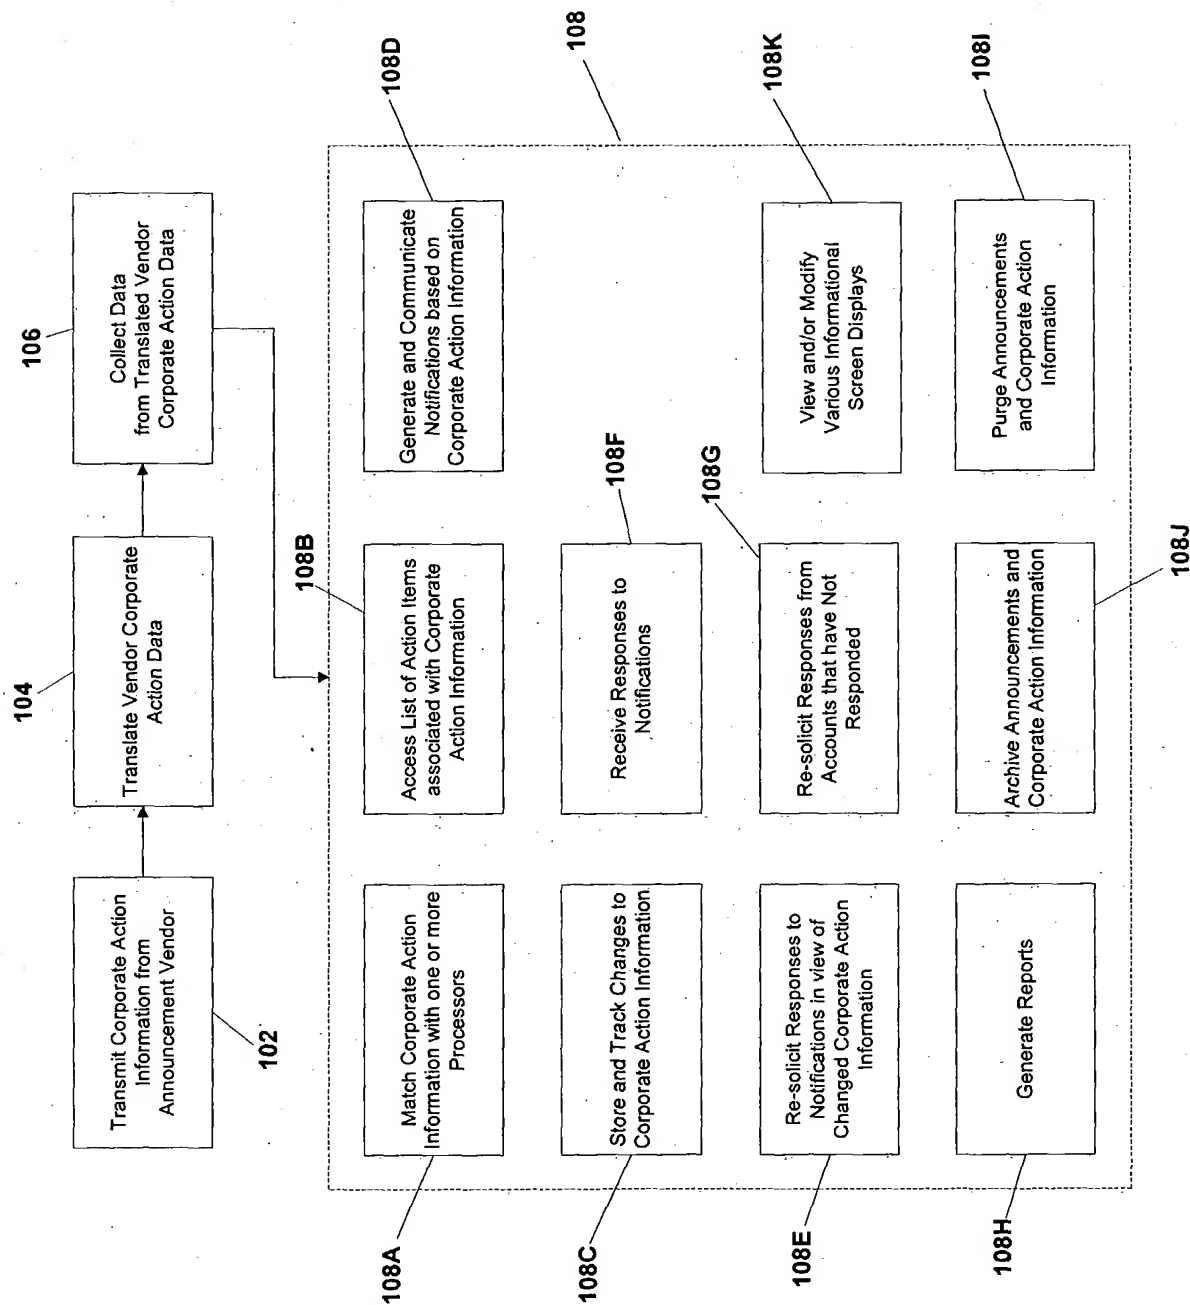 102
Transmit Corporate Action
Information from
Announcement Vendor
104
Translate Vendor Corporate
Action Data
106
Collect Data
from Translated Vendor
Corporate Action Data
108
108A
Match Corporate Action
Information with one or more
Processors
108B
Access List of Action Items
associated with Corporate
Action Information
108D
Generate and Communicate
Notifications based on
Corporate Action Information
108C
Store and Track Changes to
Corporate Action Information
108F
Receive Responses to
Notifications
108E
Re-solicit Responses to
Notifications in view of
Changed Corporate Action
Information
108G
Re-solicit Responses from
Accounts that have Not
Responded
108K
View and/or Modify
Various Informational
Screen Displays
108H
Generate Reports
108J
Archive Announcements and
Corporate Action Information
108I
Purge Announcements
and Corporate Action
Information